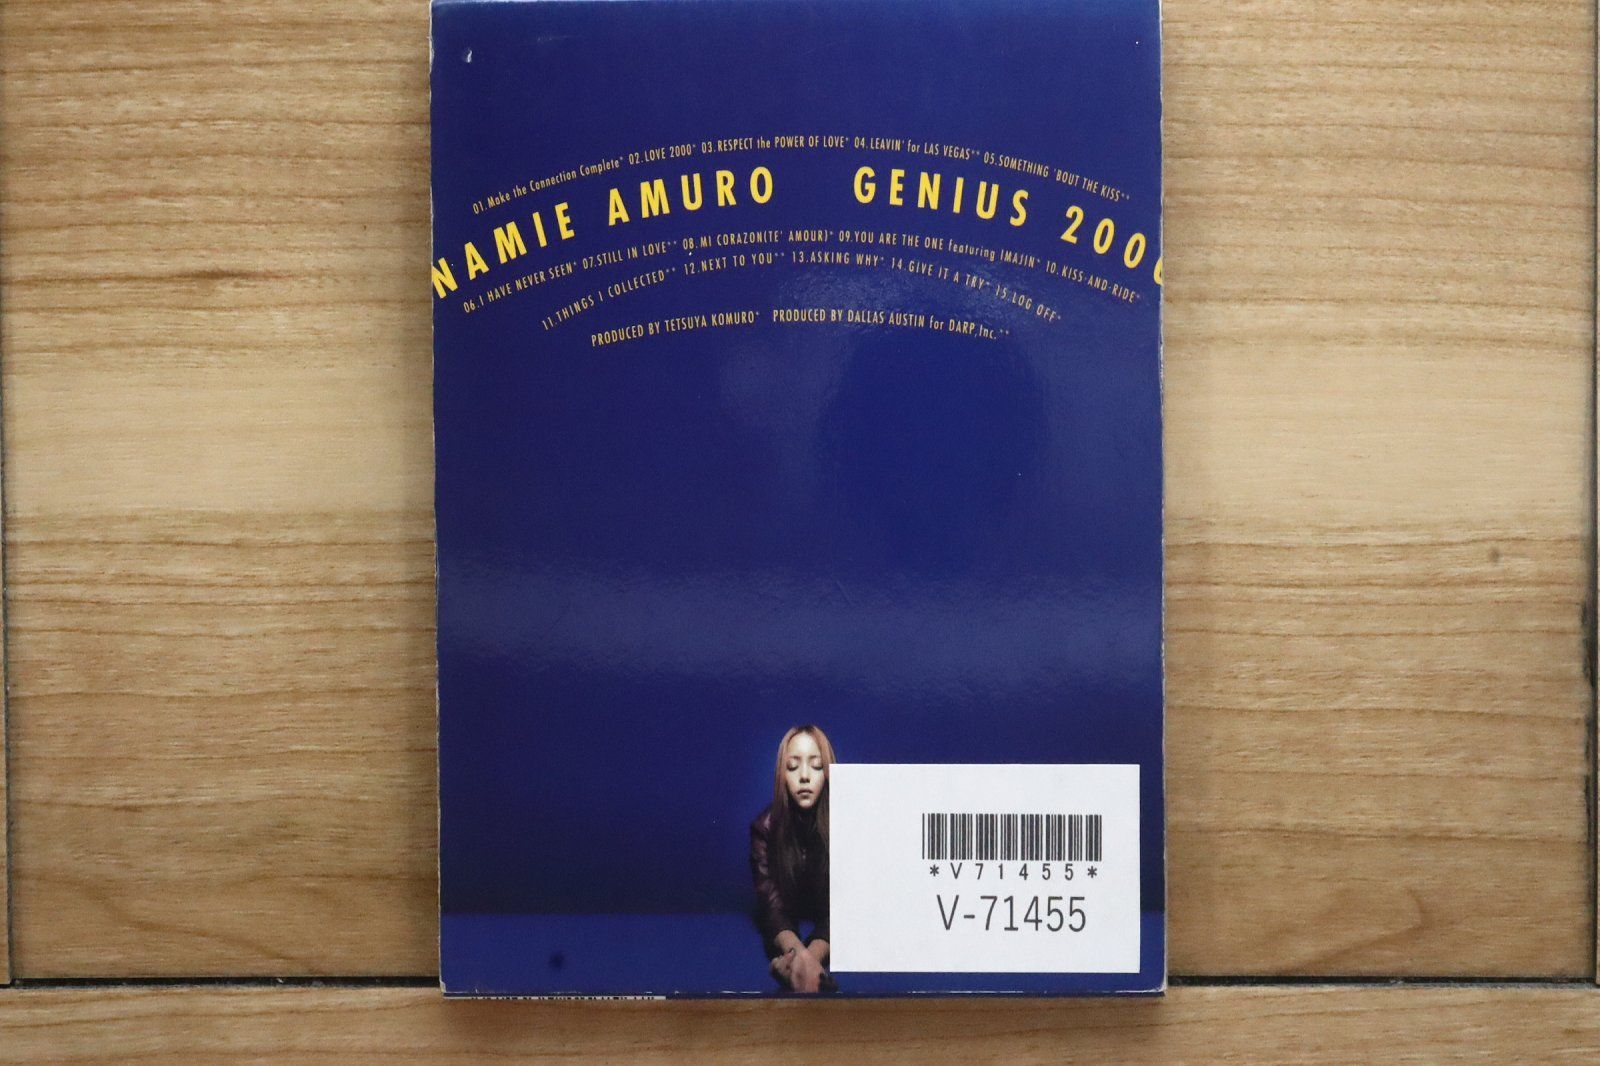 01.Make the Connection Complete* 02.LOVE 2000* 03.RESPECT the POWER OF LOVE* 04.LEAVIN' for LAS VEGAS** 05.SOMETHING 'BOUT THE KISS**
NAMIE AMURO GENIUS 2000
06.I HAVE NEVER SEEN* 07.STILL IN LOVE** 08.MI CORAZON(TE' AMOUR)* 09.YOU ARE THE ONE featuring IMAJIN* 10.KISS-AND-RIDE*
11.THINGS I COLLECTED** 12.NEXT TO YOU** 13.ASKING WHY* 14.GIVE IT A TRY* 15.LOG OFF*
PRODUCED BY TETSUYA KOMURO* PRODUCED BY DALLAS AUSTIN for DARP,Inc.**
*V71455*
V-71455